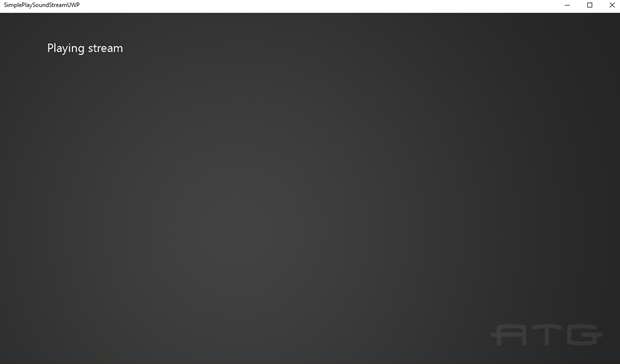 SimplePlaySoundStreamUWP
Playing stream
ATG